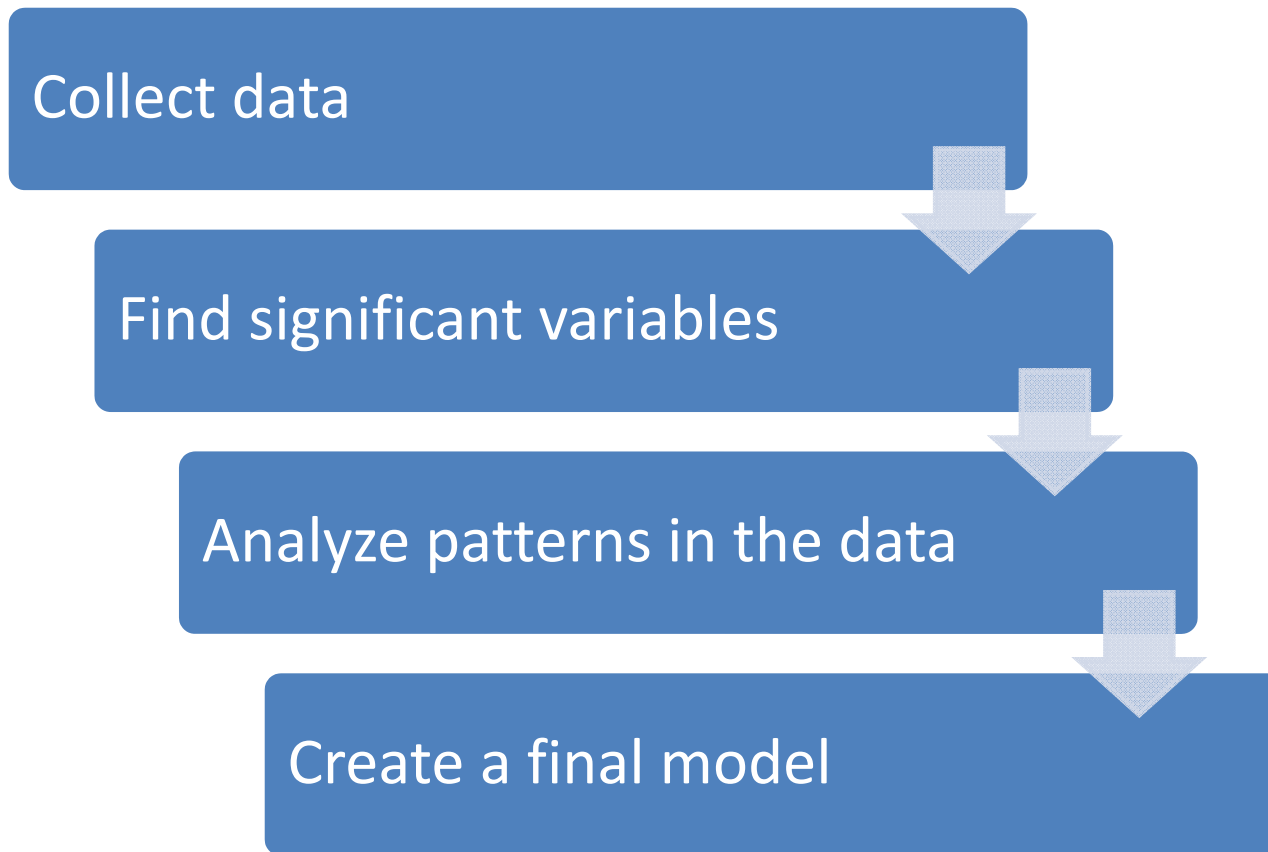 Collect data
Find significant variables
Analyze patterns in the data
Create a final model